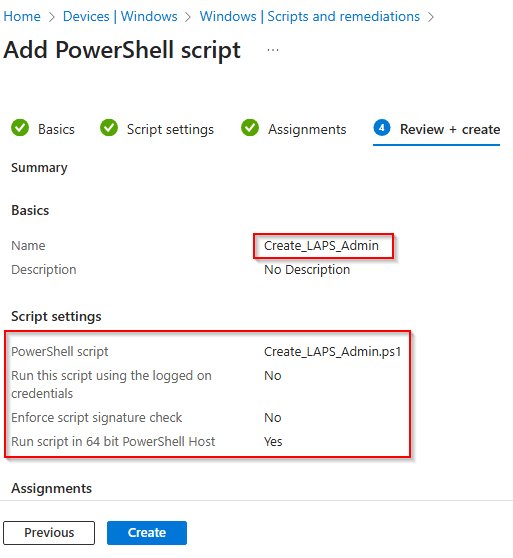 Home > Devices | Windows > Windows | Scripts and remediations >
Add PowerShell script ...
Basics Script settings Assignments 4 Review + create
Summary
Basics
Name Create_LAPS_Admin
Description No Description
Script settings
PowerShell script Create_LAPS_Admin.ps1
Run this script using the logged on No
credentials
Enforce script signature check No
Run script in 64 bit PowerShell Host Yes
Assignments
Previous Create